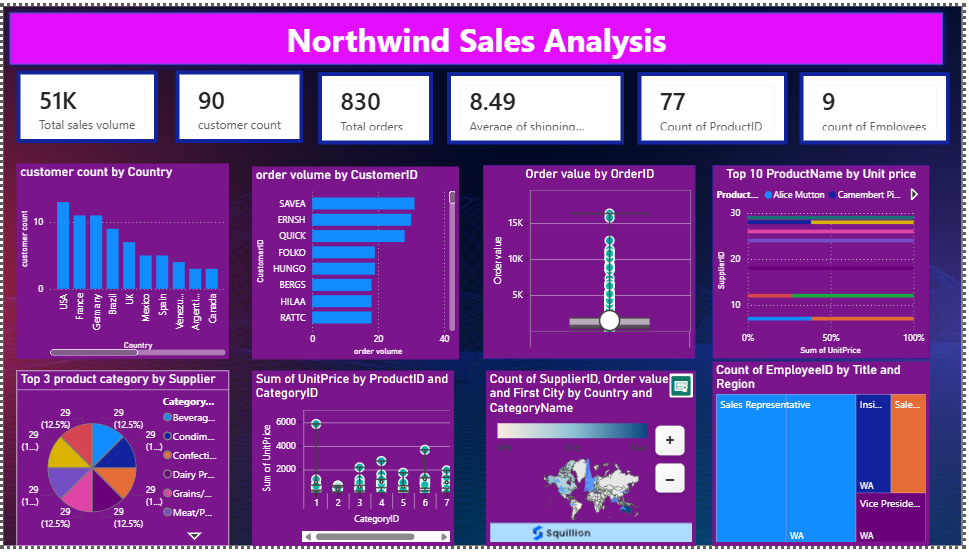 Northwind Sales Analysis
51K
Total sales volume
90
customer count
830
Total orders
8.49
Average of shipping...
77
Count of ProductID
9
count of Employees
customer count by Country
customer count
10
0
USA
France
Germany
Brazil
UK
Mexico
Spain
Venezu...
Argenti...
Canada
Country
order volume by CustomerID
CustomerID
SAVEA
ERNSH
QUICK
FOLKO
HUNGO
BERGS
HILAA
RATTC
0
20
40
order volume
Order value by OrderID
Order value
15K
10K
5K
Top 10 ProductName by Unit price
Product...
Alice Mutton
Camembert Pi...
SupplierID
30
20
10
0%
50%
100%
Sum of UnitPrice
Top 3 product category by Supplier
29
(12.5%)
29
(12.5%)
29
(1...)
29
(1...)
29
(1...)
29
(1...)
29
(12.5%)
29
(12.5%)
Category...
Beverag...
Condim...
Confecti...
Dairy Pr...
Grains/...
Meat/P...
Sum of UnitPrice by ProductID and
CategoryID
Sum of UnitPrice
6000
4000
2000
1
2
3
4
5
6
7
CategoryID
Count of SupplierID, Order value
and First City by Country and
CategoryName
+
−
Squillion
Count of EmployeeID by Title and
Region
Sales Representative
WA
Insi...
WA
Sale...
Vice Preside...
WA